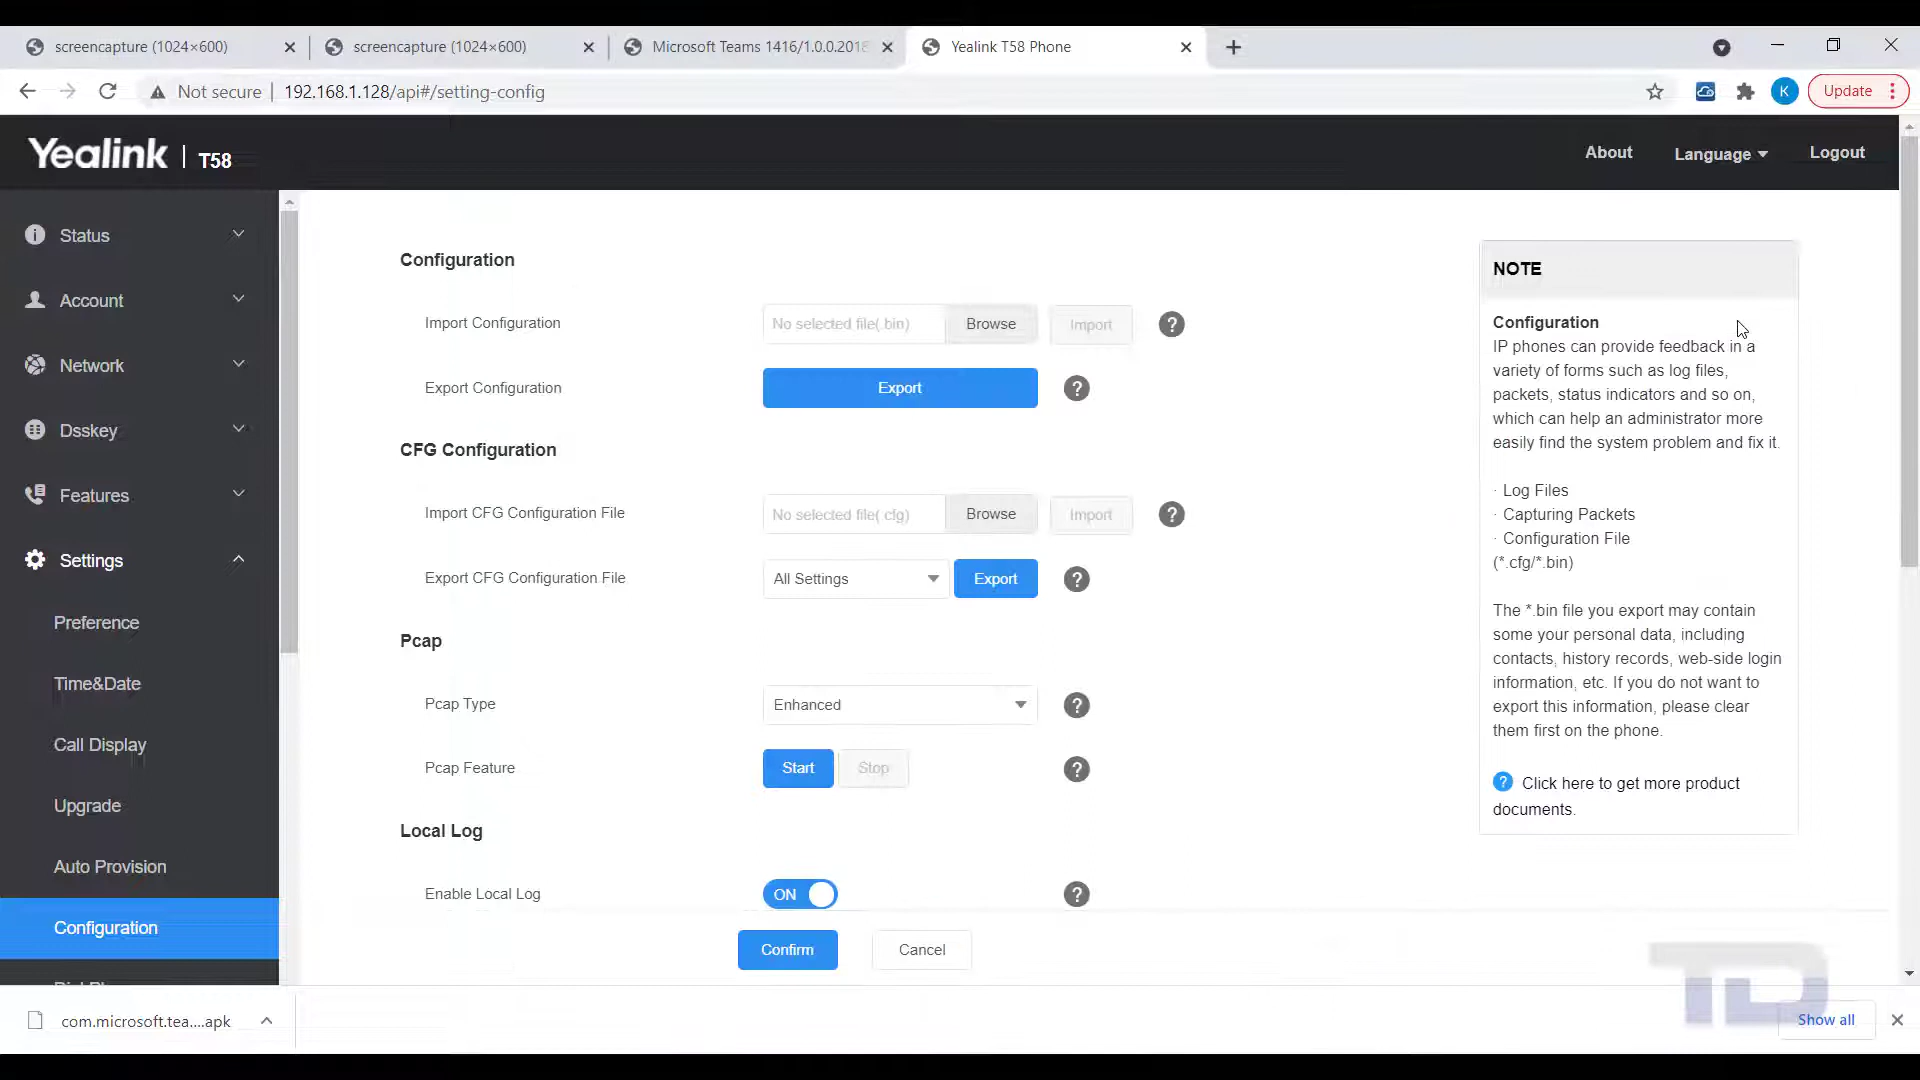 screencapture (1024×600)
screencapture (1024×600)
Microsoft Teams 1416/1.0.0.2018
Yealink T58 Phone
Not secure
192.168.1.128/api#/setting-config
K
Update
Yealink | T58
About
Language
Logout
Status
Account
Network
Dsskey
Features
Settings
Preference
Time&Date
Call Display
Upgrade
Auto Provision
Configuration
Configuration
Import Configuration
No selected file(.bin)
Browse
Import
?
Export Configuration
Export
?
CFG Configuration
Import CFG Configuration File
No selected file(.cfg)
Browse
Import
?
Export CFG Configuration File
All Settings
Export
?
Pcap
Pcap Type
Enhanced
?
Pcap Feature
Start
Stop
?
Local Log
Enable Local Log
ON
?
Confirm
Cancel
NOTE
Configuration
IP phones can provide feedback in a
variety of forms such as log files,
packets, status indicators and so on,
which can help an administrator more
easily find the system problem and fix it.
· Log Files
· Capturing Packets
· Configuration File
(*.cfg/*.bin)
The *.bin file you export may contain
some your personal data, including
contacts, history records, web-side login
information, etc. If you do not want to
export this information, please clear
them first on the phone.
? Click here to get more product
documents.
com.microsoft.tea....apk
TD
Show all